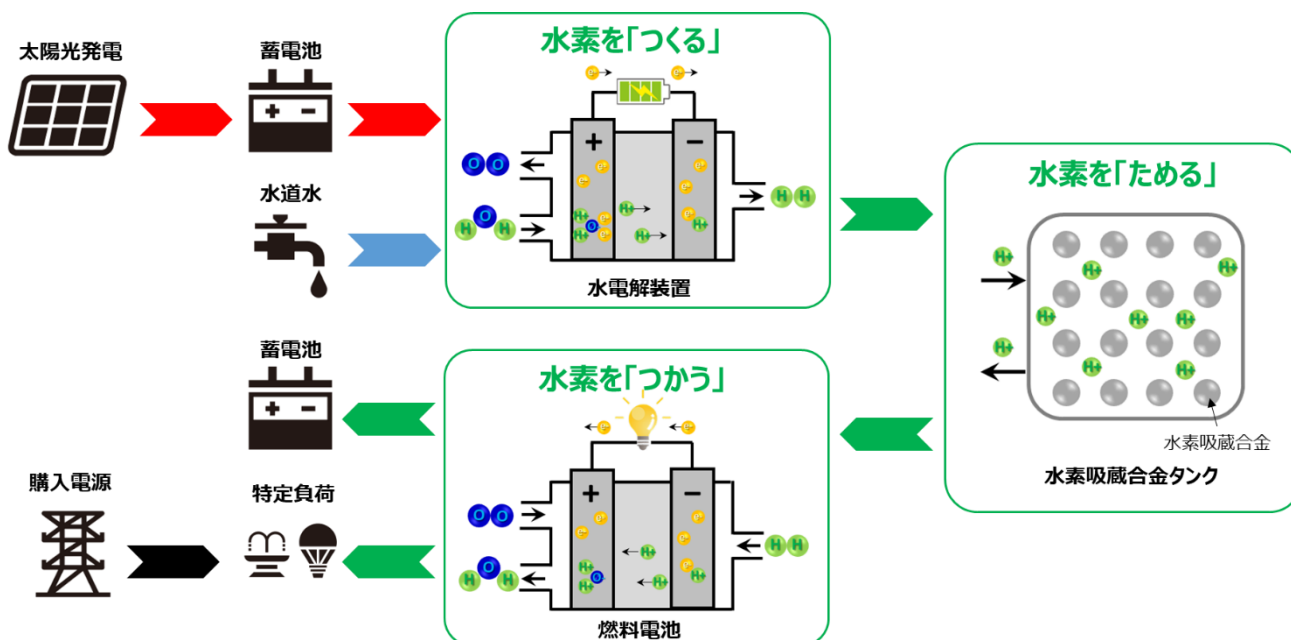 太陽光発電
蓄電池
水道水
水素を「つくる」
e-
e-
+
-
+
-
e-
e-
e-
e-
O
O
O
H
H
H+
H+
O
e-
e-
H+
H+
e-
H+
H
H
水電解装置
水素を「ためる」
H+
H+
H+
H+
H+
H+
H+
H+
H+
水素吸蔵合金
水素吸蔵合金タンク
蓄電池
+
-
水素を「つかう」
e-
e-
+
-
e-
e-
e-
e-
O
O
O
H
H
H+
H+
O
H+
H+
e-
H+
H
H
燃料電池
購入電源
特定負荷